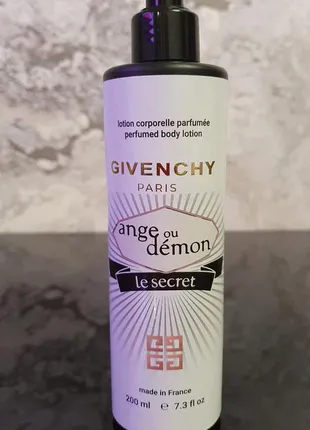 lotion corporelle parfumée
perfumed body lotion
GIVENCHY
PARIS
ange ou
démon
le secret
made in France
200 ml e 7.3 fl oz